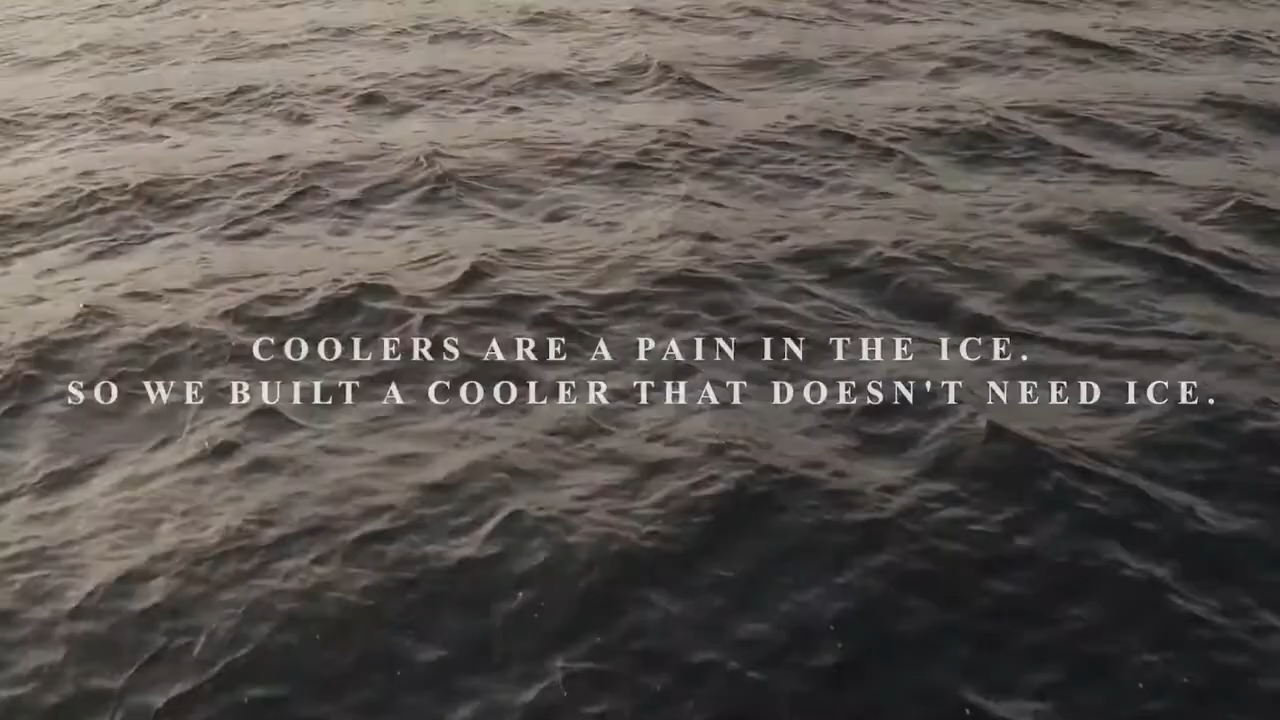 COOLERS ARE A PAIN IN THE ICE.
SO WE BUILT A COOLER THAT DOESN'T NEED ICE.